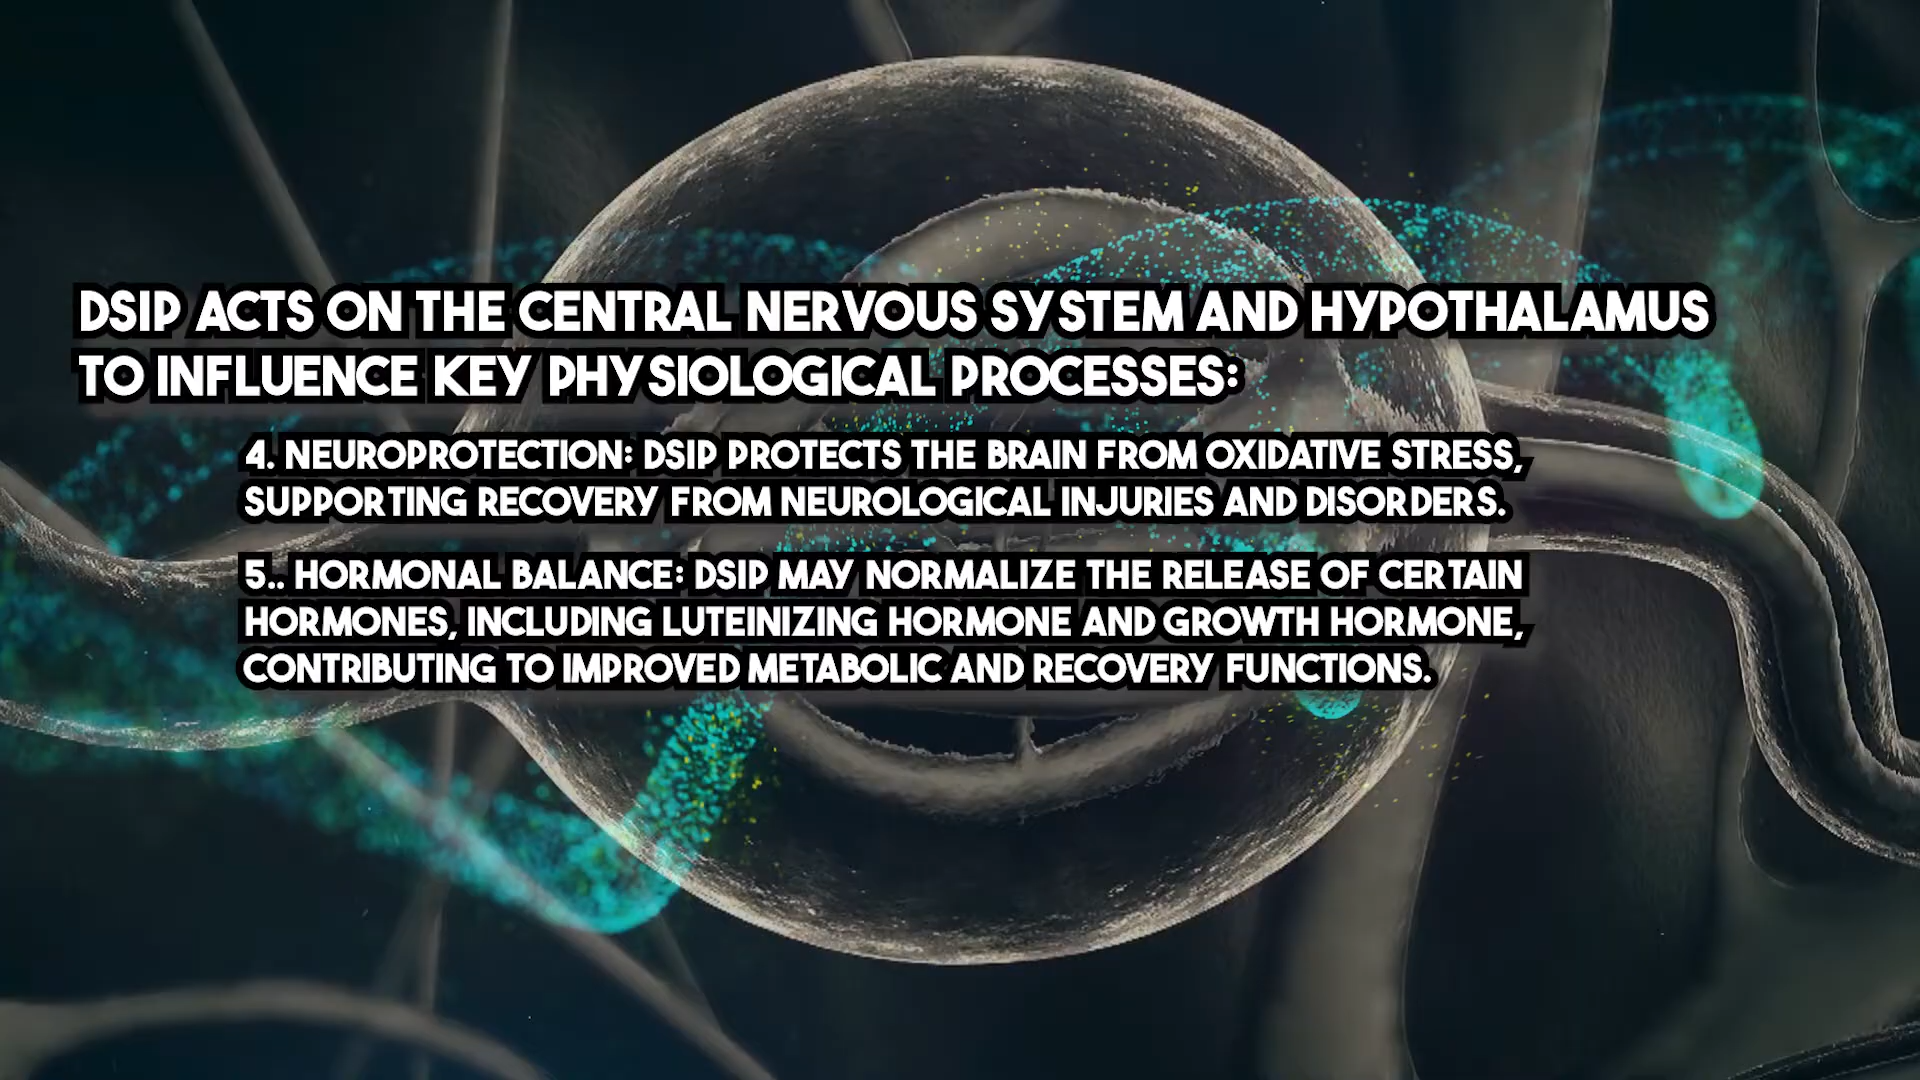 DSIP ACTS ON THE CENTRAL NERVOUS SYSTEM AND HYPOTHALAMUS
TO INFLUENCE KEY PHYSIOLOGICAL PROCESSES:
4. NEUROPROTECTION: DSIP PROTECTS THE BRAIN FROM OXIDATIVE STRESS,
SUPPORTING RECOVERY FROM NEUROLOGICAL INJURIES AND DISORDERS.
5.. HORMONAL BALANCE: DSIP MAY NORMALIZE THE RELEASE OF CERTAIN
HORMONES, INCLUDING LUTEINIZING HORMONE AND GROWTH HORMONE,
CONTRIBUTING TO IMPROVED METABOLIC AND RECOVERY FUNCTIONS.